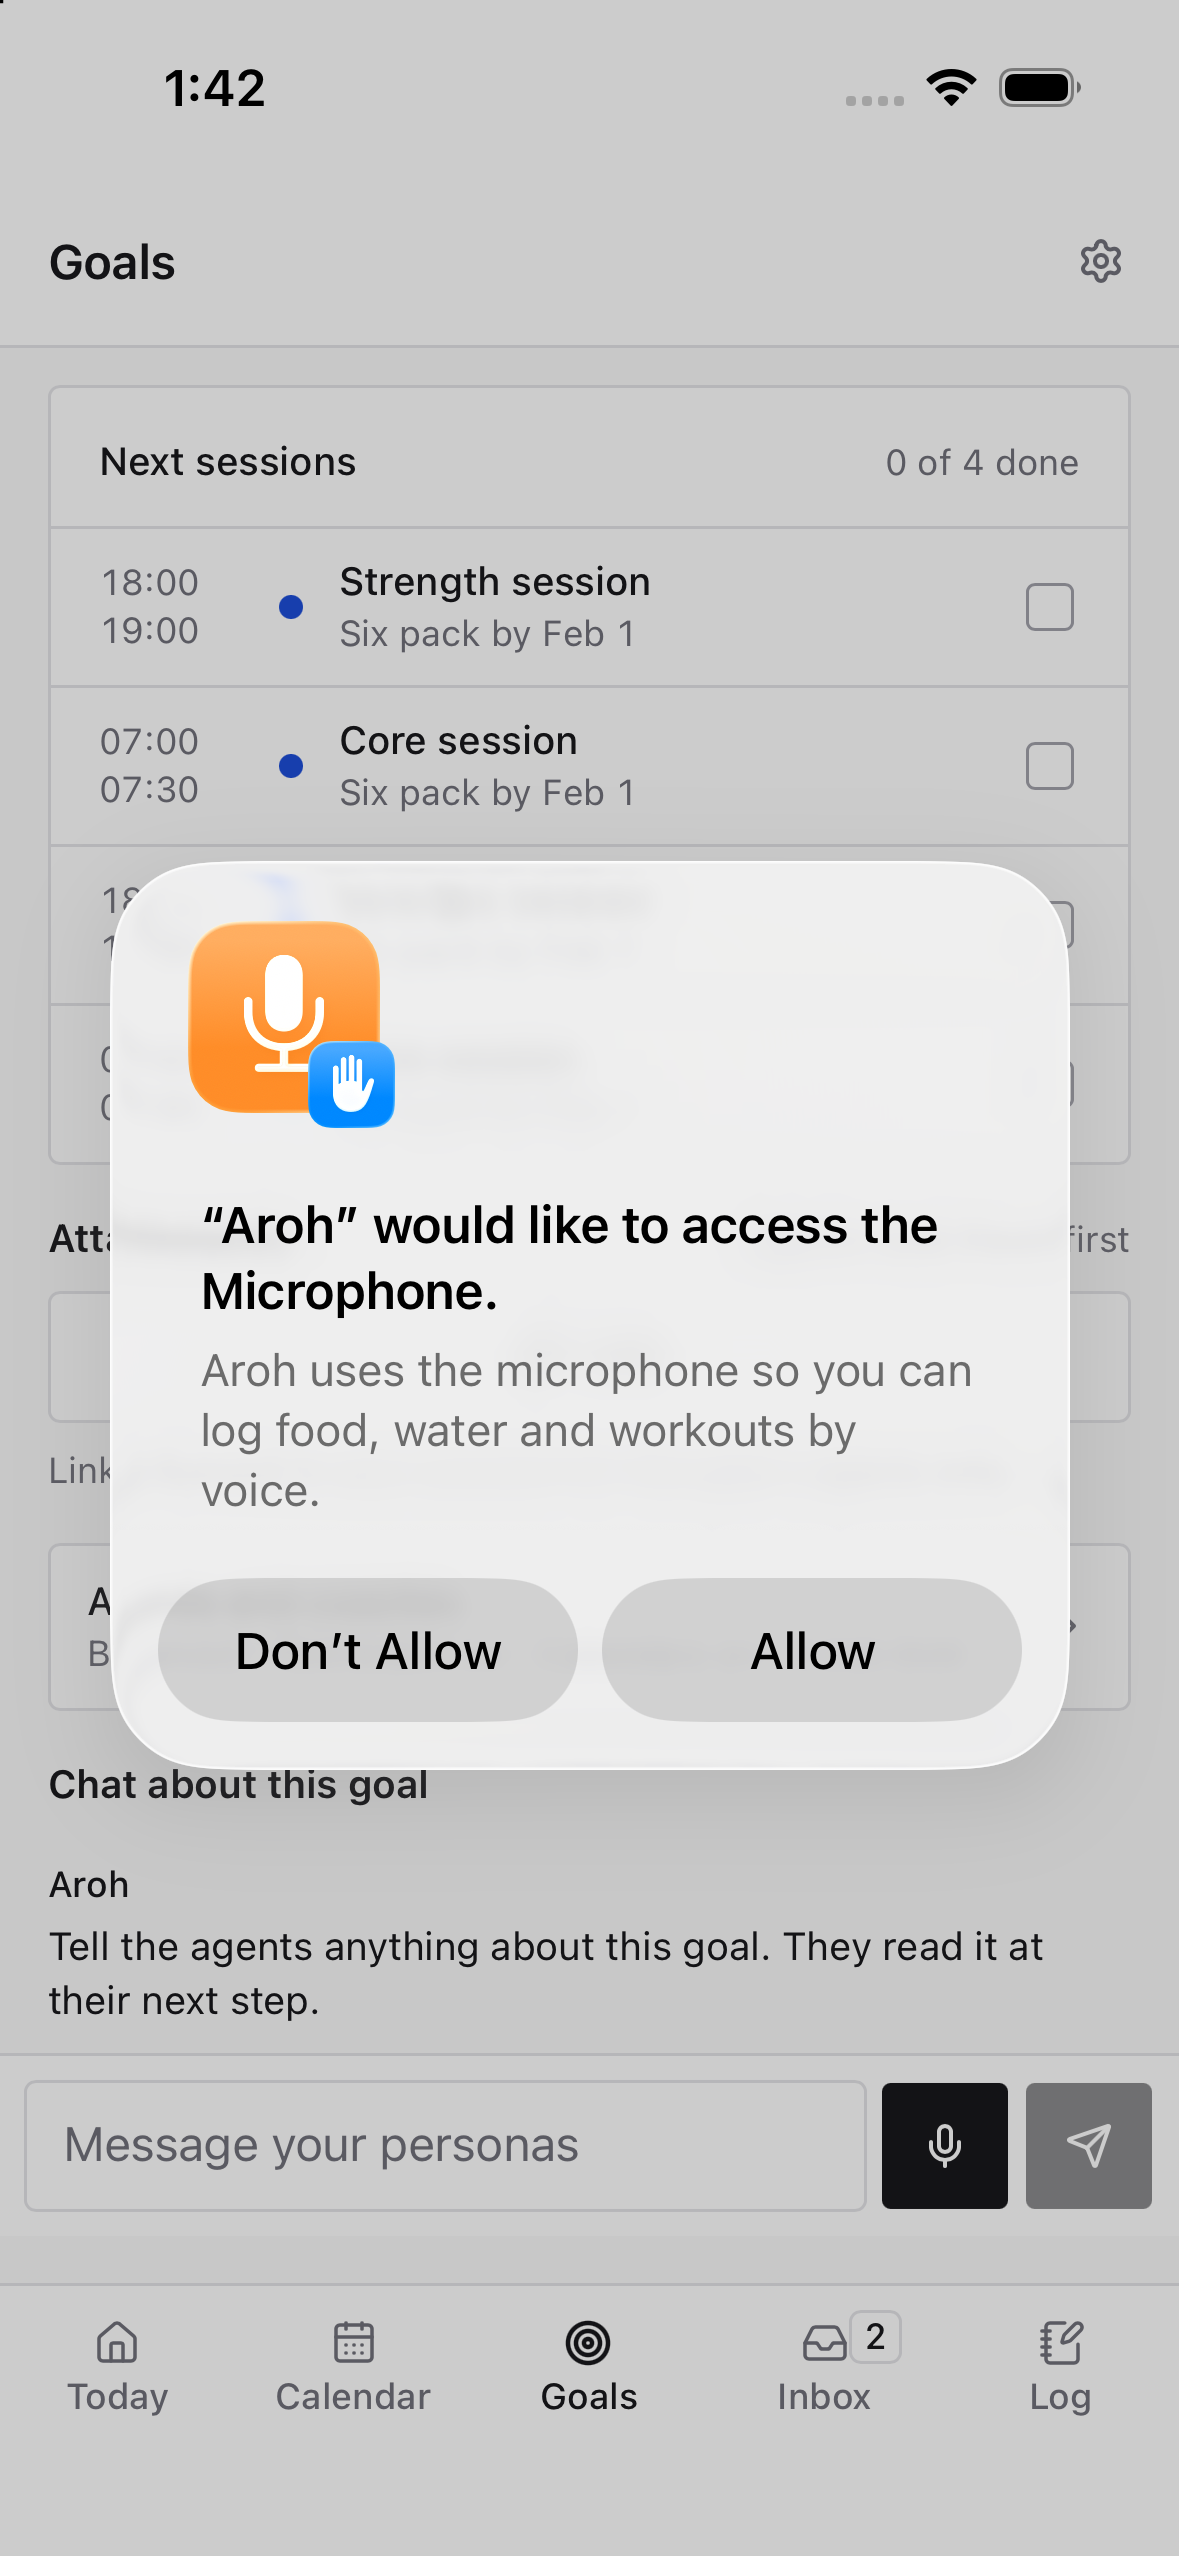 1:42
Goals
Next sessions
0 of 4 done
18:00
19:00
Strength session
Six pack by Feb 1
07:00
07:30
Core session
Six pack by Feb 1
“Aroh” would like to access the
Microphone.
Aroh uses the microphone so you can
log food, water and workouts by
voice.
Don’t Allow
Allow
first
Link
Chat about this goal
Aroh
Tell the agents anything about this goal. They read it at
their next step.
Message your personas
2
Today
Calendar
Goals
Inbox
Log